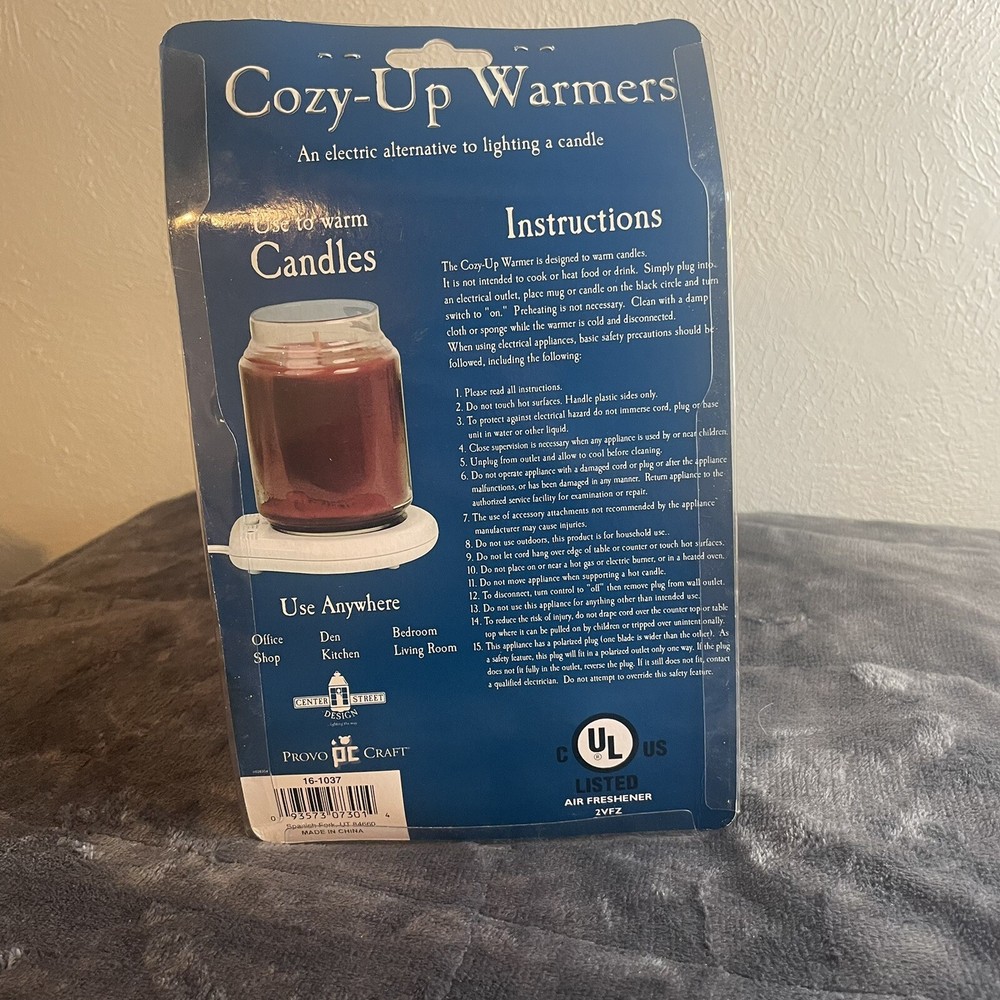 Cozy-Up Warmers
An electric alternative to lighting a candle
Use to warm
Candles
Use Anywhere
Office Den Bedroom
Shop Kitchen Living Room
CENTER STREET
DESIGN
PROVO pc CRAFT
16-1037
0 93573 07301 4
Spanish Fork, UT 84660
MADE IN CHINA
Instructions
The Cozy-Up Warmer is designed to warm candles.
It is not intended to cook or heat food or drink. Simply plug into
an electrical outlet, place mug or candle on the black circle and turn
switch to "on." Preheating is not necessary. Clean with a damp
cloth or sponge while the warmer is cold and disconnected.
When using electrical appliances, basic safety precautions should be
followed, including the following:
1. Please read all instructions.
2. Do not touch hot surfaces. Handle plastic sides only.
3. To protect against electrical hazard do not immerse cord, plug or base
unit in water or other liquid.
4. Close supervision is necessary when any appliance is used by or near children.
5. Unplug from outlet and allow to cool before cleaning.
6. Do not operate appliance with a damaged cord or plug or after the appliance
malfunctions, or has been damaged in any manner. Return appliance to the
authorized service facility for examination or repair.
7. The use of accessory attachments not recommended by the appliance
manufacturer may cause injuries.
8. Do not use outdoors, this product is for household use..
9. Do not let cord hang over edge of table or counter or touch hot surfaces.
10. Do not place on or near a hot gas or electric burner, or in a heated oven.
11. Do not move appliance when supporting a hot candle.
12. To disconnect, turn control to "off" then remove plug from wall outlet.
13. Do not use this appliance for anything other than intended use.
14. To reduce the risk of injury, do not drape cord over the counter top or table
top where it can be pulled on by children or tripped over unintentionally.
15. This appliance has a polarized plug (one blade is wider than the other). As
a safety feature, this plug will fit in a polarized outlet only one way. If the plug
does not fit fully in the outlet, reverse the plug. If it still does not fit, contact
a qualified electrician. Do not attempt to override this safety feature.
C UL ® US
LISTED
AIR FRESHENER
2VFZ